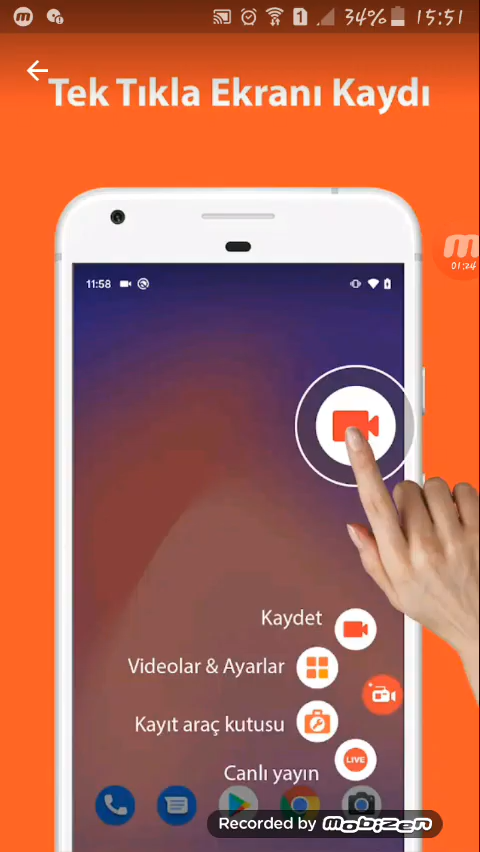 34% 15:51
Tek Tıkla Ekranı Kaydı
m
01:24
11:58
Kaydet
Videolar & Ayarlar
Kayıt araç kutusu
Canlı yayın
LIVE
Recorded by mobizen